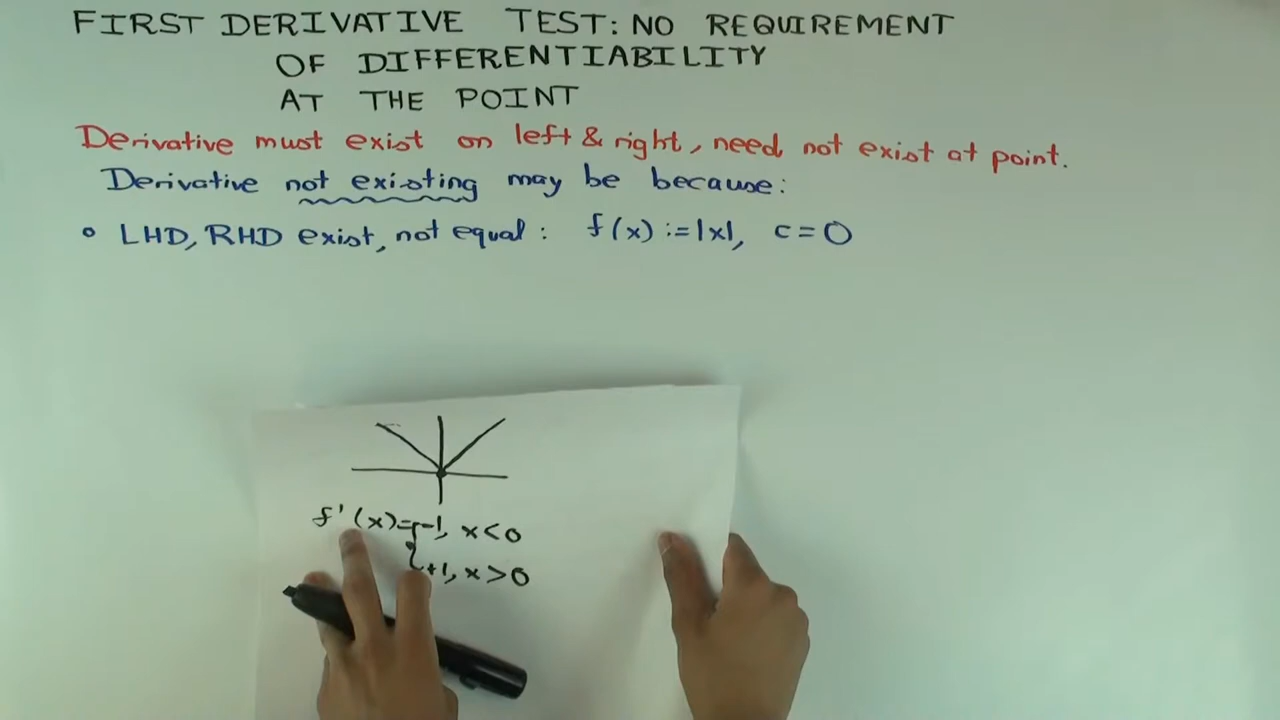 FIRST DERIVATIVE TEST: NO REQUIREMENT
OF DIFFERENTIABILITY
AT THE POINT
Derivative must exist on left & right, need not exist at point.
Derivative not existing may be because:
• LHD, RHD exist, not equal: f(x) := |x|, c=0
f'(x)={-1, x<0
+1, x>0